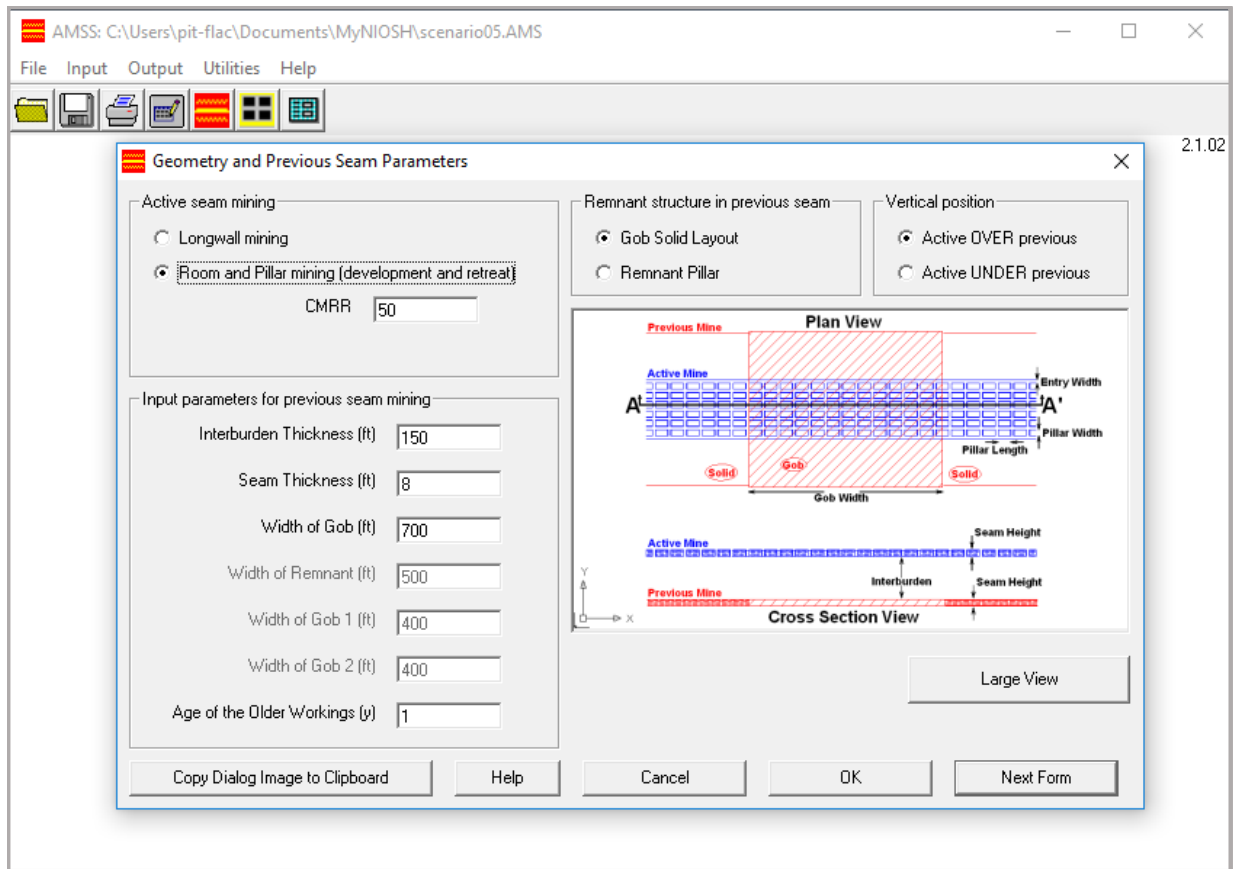 AMSS: C:\Users\pit-flac\Documents\MyNIOSH\scenario05.AMS
File Input Output Utilities Help
2.1.02
Geometry and Previous Seam Parameters
Active seam mining
Longwall mining
Room and Pillar mining (development and retreat)
CMRR 50
Remnant structure in previous seam
Gob Solid Layout
Remnant Pillar
Vertical position
Active OVER previous
Active UNDER previous
Input parameters for previous seam mining
Interburden Thickness (ft) 150
Seam Thickness (ft) 8
Width of Gob (ft) 700
Width of Remnant (ft) 500
Width of Gob 1 (ft) 400
Width of Gob 2 (ft) 400
Age of the Older Workings (y) 1
Plan View
Previous Mine
Active Mine
Entry Width
A A'
Pillar Width
Pillar Length
Solid Gob Solid
Gob Width
Seam Height
Active Mine
Interburden
Seam Height
Previous Mine
Y
X
Cross Section View
Large View
Copy Dialog Image to Clipboard Help Cancel OK Next Form